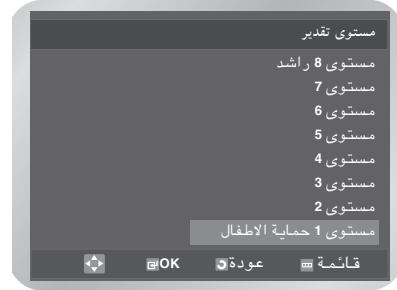 مستوى تقدير
مستوى 8 راشد
مستوى 7
مستوى 6
مستوى 5
مستوى 4
مستوى 3
مستوى 2
مستوى 1 حماية الاطفال
قائمة عودة OK